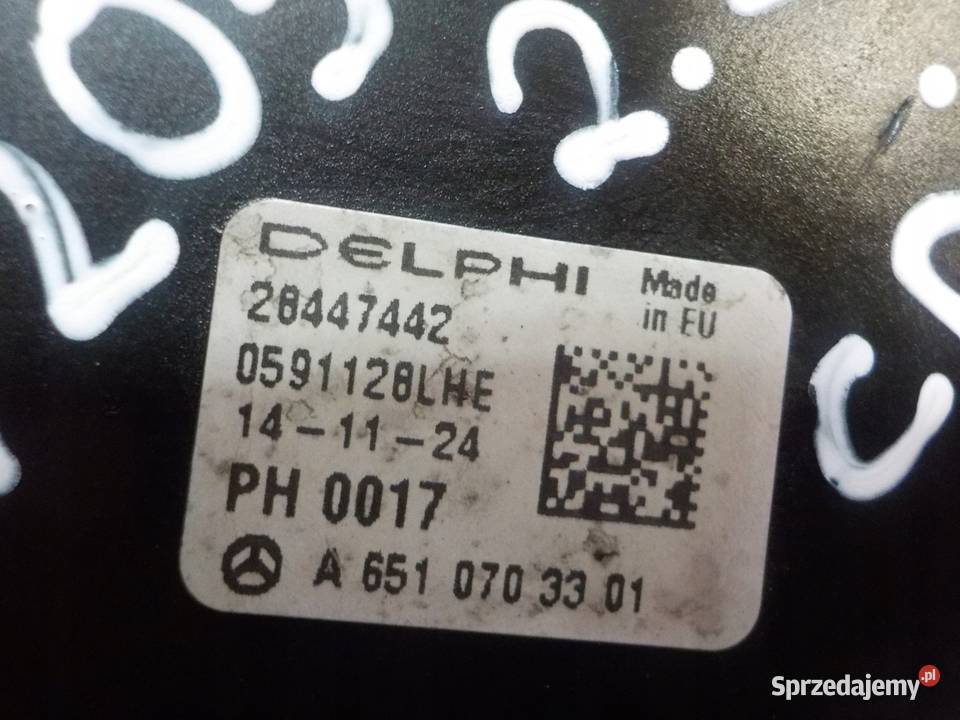 DELPHI
Made
in EU
28447442
0591128LHE
14-11-24
PH 0017
A 651 070 33 01
Sprzedajemy.pl